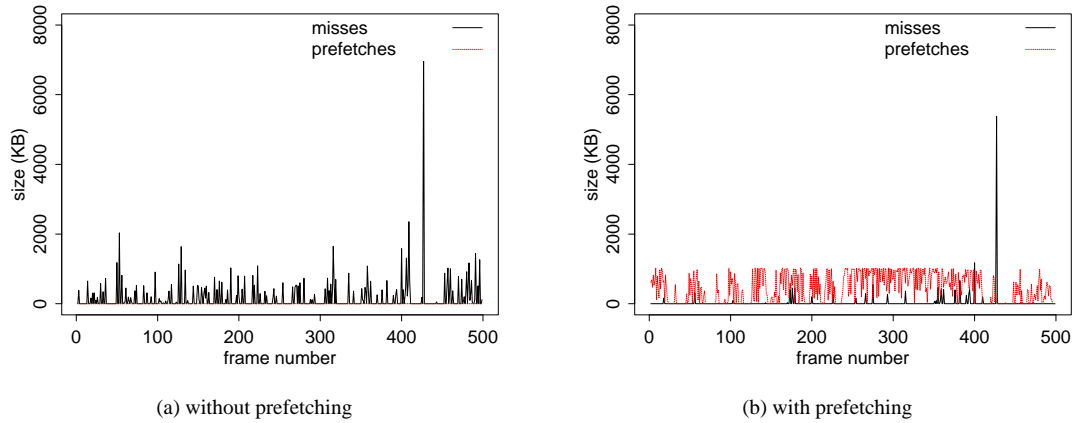 misses
prefetches
size (KB)
8000
6000
4000
2000
0
0 100 200 300 400 500
frame number
(a) without prefetching
misses
prefetches
size (KB)
8000
6000
4000
2000
0
0 100 200 300 400 500
frame number
(b) with prefetching